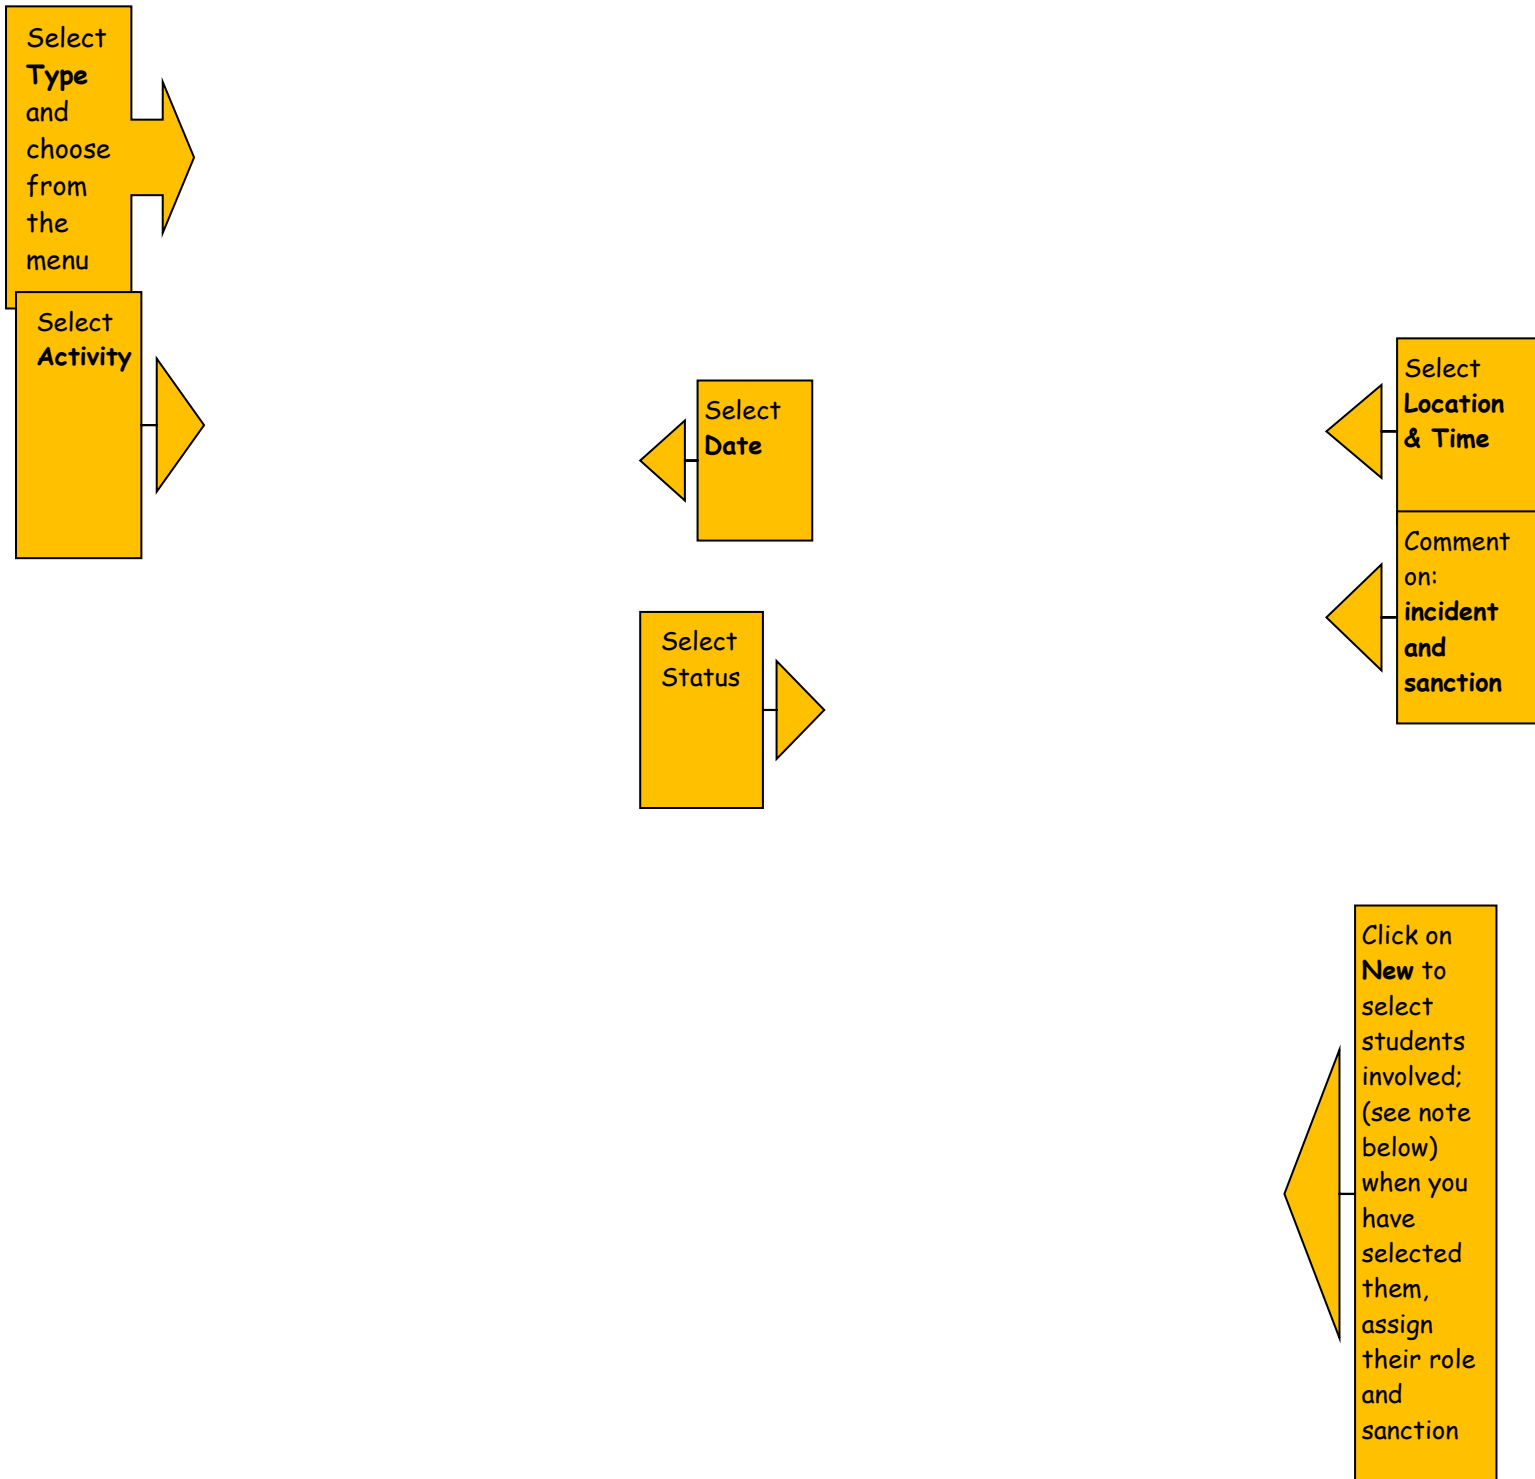 Select
Type
and
choose
from
the
menu
Select
Activity
Select
Date
Select
Location
& Time
Comment
on:
incident
and
sanction
Select
Status
Click on
New to
select
students
involved;
(see note
below)
when you
have
selected
them,
assign
their role
and
sanction